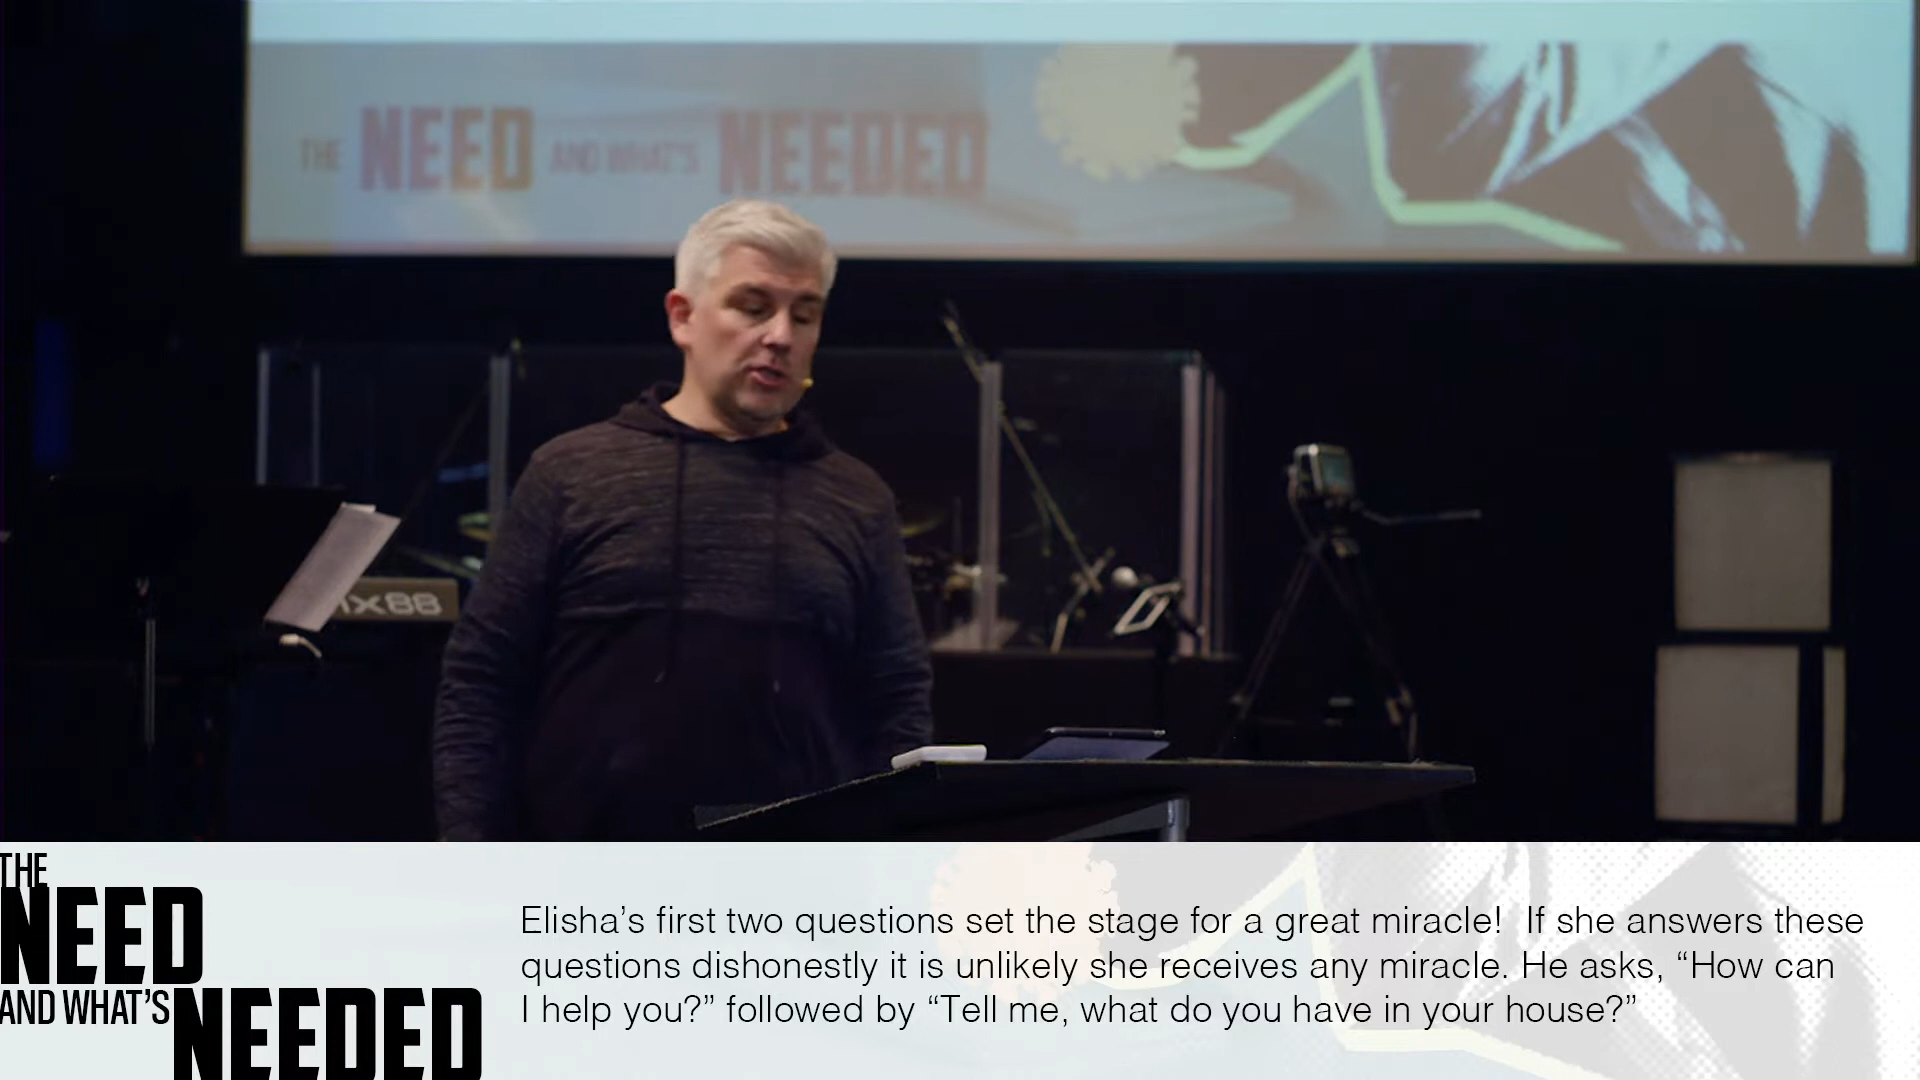 THE NEED AND WHAT'S NEEDED
MX88
THE
NEED
AND WHAT'S NEEDED
Elisha’s first two questions set the stage for a great miracle!  If she answers these
questions dishonestly it is unlikely she receives any miracle. He asks, “How can
I help you?” followed by “Tell me, what do you have in your house?”